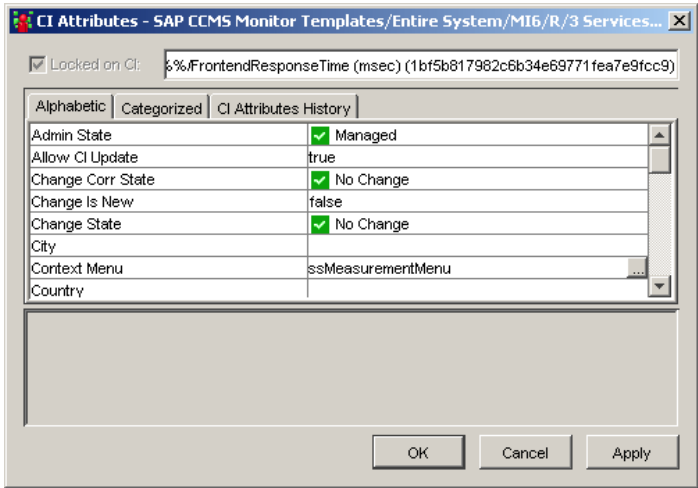 CI Attributes - SAP CCMS Monitor Templates/Entire System/MI6/R/3 Services...
Locked on CI: %%/FrontendResponseTime (msec) (1bf5b817982c6b34e69771fea7e9fcc9)
Alphabetic Categorized CI Attributes History
Admin State Managed
Allow CI Update true
Change Corr State No Change
Change Is New false
Change State No Change
City
Context Menu ssMeasurementMenu ...
Country
OK Cancel Apply